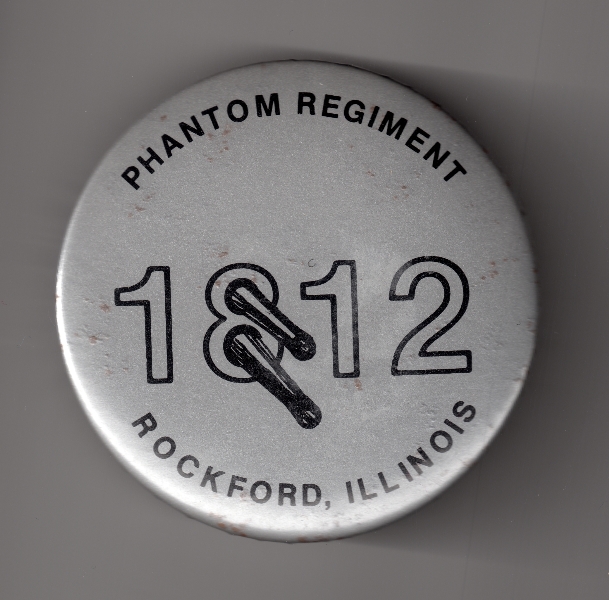 PHANTOM REGIMENT
1812
ROCKFORD, ILLINOIS